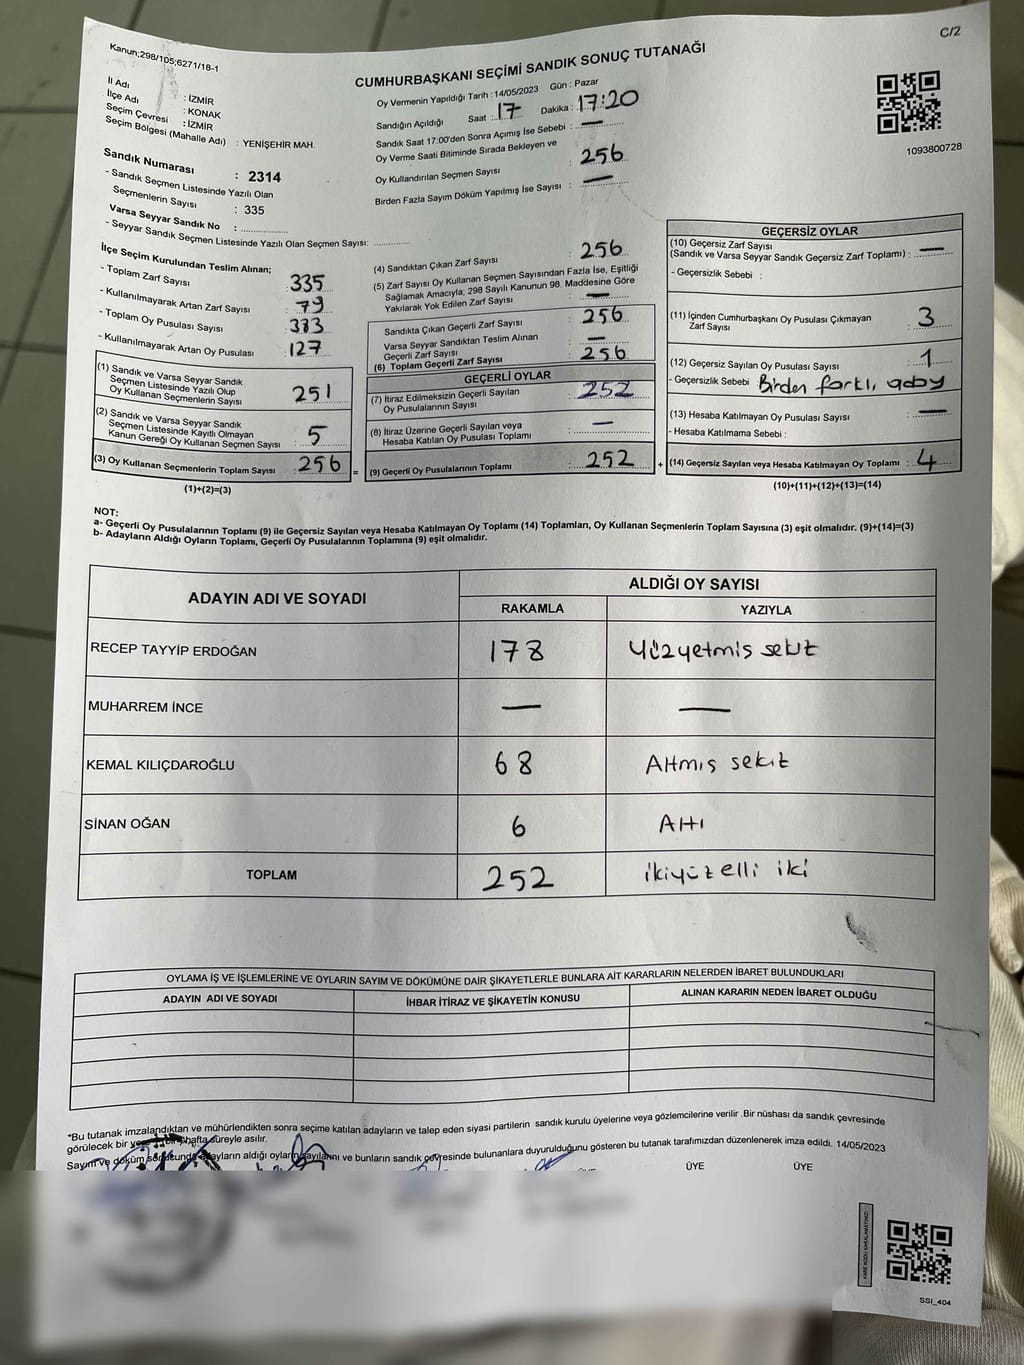 C/2
Kanun;298/105;6271/18-1
CUMHURBAŞKANI SEÇİMİ SANDIK SONUÇ TUTANAĞI
İl Adı : İZMİR
İlçe Adı : KONAK
Seçim Çevresi : İZMİR
Seçim Bölgesi (Mahalle Adı) : YENİŞEHİR MAH.
Sandık Numarası : 2314
- Sandık Seçmen Listesinde Yazılı Olan
Seçmenlerin Sayısı : 335
Varsa Seyyar Sandık No :
- Seyyar Sandık Seçmen Listesinde Yazılı Olan Seçmen Sayısı:
Oy Vermenin Yapıldığı Tarih : 14/05/2023 Gün : Pazar
Sandığın Açıldığı Saat : 17 Dakika : 17:20
Sandık Saat 17:00'den Sonra Açımış İse Sebebi : —
Oy Verme Saati Bitiminde Sırada Bekleyen ve
Oy Kullandırılan Seçmen Sayısı : 256
Birden Fazla Sayım Döküm Yapılmış İse Sayısı : —
1093800728
İlçe Seçim Kurulundan Teslim Alınan;
- Toplam Zarf Sayısı : 335
- Kullanılmayarak Artan Zarf Sayısı : 79
- Toplam Oy Pusulası Sayısı : 383
- Kullanılmayarak Artan Oy Pusulası : 127
(1) Sandık ve Varsa Seyyar Sandık
Seçmen Listesinde Yazılı Olup
Oy Kullanan Seçmenlerin Sayısı 251
(2) Sandık ve Varsa Seyyar Sandık
Seçmen Listesinde Kayıtlı Olmayan
Kanun Gereği Oy Kullanan Seçmen Sayısı 5
(3) Oy Kullanan Seçmenlerin Toplam Sayısı : 256 =
(1)+(2)=(3)
(4) Sandıktan Çıkan Zarf Sayısı : 256
(5) Zarf Sayısı Oy Kullanan Seçmen Sayısından Fazla İse, Eşitliği
Sağlamak Amacıyla; 298 Sayılı Kanunun 98. Maddesine Göre
Yakılarak Yok Edilen Zarf Sayısı : —
Sandıkta Çıkan Geçerli Zarf Sayısı : 256
Varsa Seyyar Sandıktan Teslim Alınan
Geçerli Zarf Sayısı : —
(6) Toplam Geçerli Zarf Sayısı : 256
GEÇERLİ OYLAR
(7) İtiraz Edilmeksizin Geçerli Sayılan
Oy Pusulalarının Sayısı : 252
(8) İtiraz Üzerine Geçerli Sayılan veya
Hesaba Katılan Oy Pusulası Toplamı : —
(9) Geçerli Oy Pusulalarının Toplamı : 252 +
GEÇERSİZ OYLAR
(10) Geçersiz Zarf Sayısı
(Sandık ve Varsa Seyyar Sandık Geçersiz Zarf Toplamı) : —
- Geçersizlik Sebebi :
(11) İçinden Cumhurbaşkanı Oy Pusulası Çıkmayan
Zarf Sayısı : 3
(12) Geçersiz Sayılan Oy Pusulası Sayısı : 1
- Geçersizlik Sebebi Birden farklı, aday
(13) Hesaba Katılmayan Oy Pusulası Sayısı : —
- Hesaba Katılmama Sebebi :
(14) Geçersiz Sayılan veya Hesaba Katılmayan Oy Toplamı : 4
(10)+(11)+(12)+(13)=(14)
NOT:
a- Geçerli Oy Pusulalarının Toplamı (9) ile Geçersiz Sayılan veya Hesaba Katılmayan Oy Toplamı (14) Toplamları, Oy Kullanan Seçmenlerin Toplam Sayısına (3) eşit olmalıdır. (9)+(14)=(3)
b- Adayların Aldığı Oyların Toplamı, Geçerli Oy Pusulalarının Toplamına (9) eşit olmalıdır.
ADAYIN ADI VE SOYADI ALDIĞI OY SAYISI
RAKAMLA YAZIYLA
RECEP TAYYİP ERDOĞAN 178 Yüzyetmiş sekiz
MUHARREM İNCE — —
KEMAL KILIÇDAROĞLU 68 Altmış sekiz
SİNAN OĞAN 6 Altı
TOPLAM 252 ikiyüzelli iki
OYLAMA İŞ VE İŞLEMLERİNE VE OYLARIN SAYIM VE DÖKÜMÜNE DAİR ŞİKAYETLERLE BUNLARA AİT KARARLARIN NELERDEN İBARET BULUNDUKLARI
ADAYIN ADI VE SOYADI İHBAR İTİRAZ VE ŞİKAYETİN KONUSU ALINAN KARARIN NEDEN İBARET OLDUĞU
*Bu tutanak imzalandıktan ve mühürlendikten sonra seçime katılan adayların ve talep eden siyasi partilerin sandık kurulu üyelerine veya gözlemcilerine verilir .Bir nüshası da sandık çevresinde
görülecek bir yere bir hafta süreyle asılır.
Sayım ve döküm sonucunda adayların aldığı oyların sayılarını ve bunların sandık çevresinde bulunanlara duyurulduğunu gösteren bu tutanak tarafımızdan düzenlenerek imza edildi. 14/05/2023
ÜYE ÜYE
KARE KODU KARALAMAYINIZ!
SSI_404